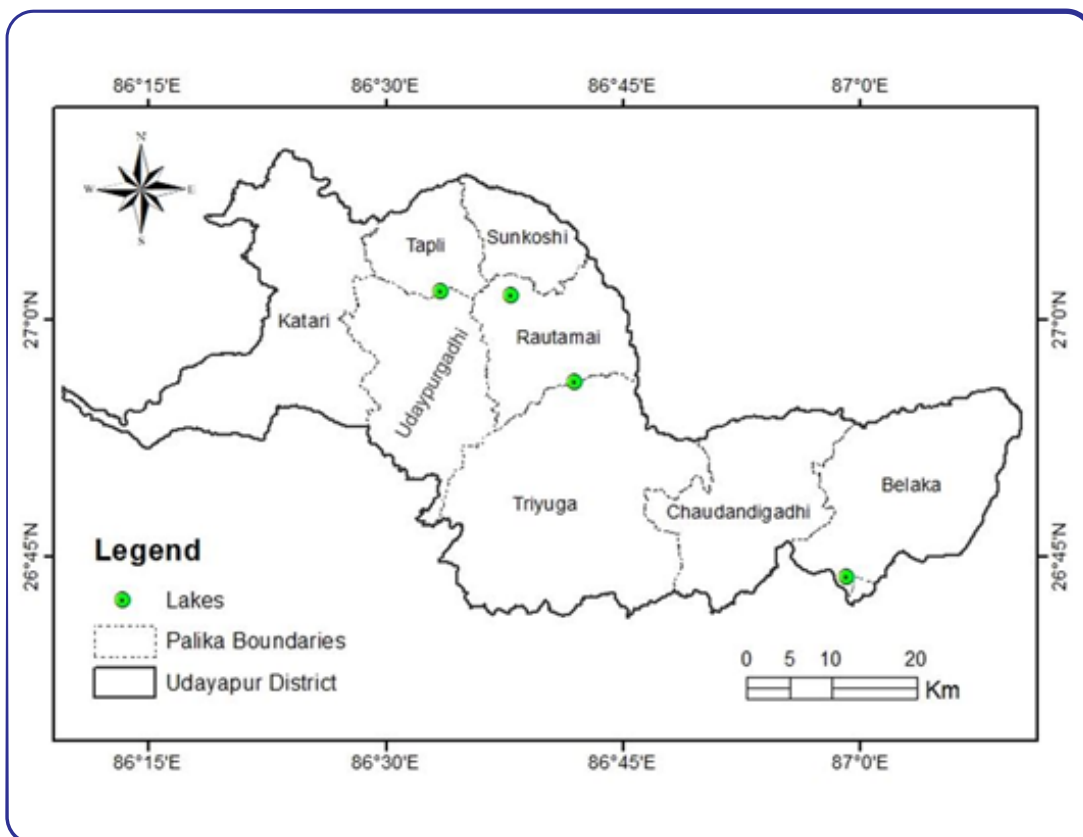 86°15'E 86°30'E 86°45'E 87°0'E
N
W E
S
Tapli
Sunkoshi
27°0'N
Katari
Rautamai
27°0'N
Udaypurgadhi
Belaka
Triyuga
Chaudandigadhi
26°45'N
26°45'N
Legend
Lakes
Palika Boundaries
Udayapur District
0 5 10 20
Km
86°15'E 86°30'E 86°45'E 87°0'E